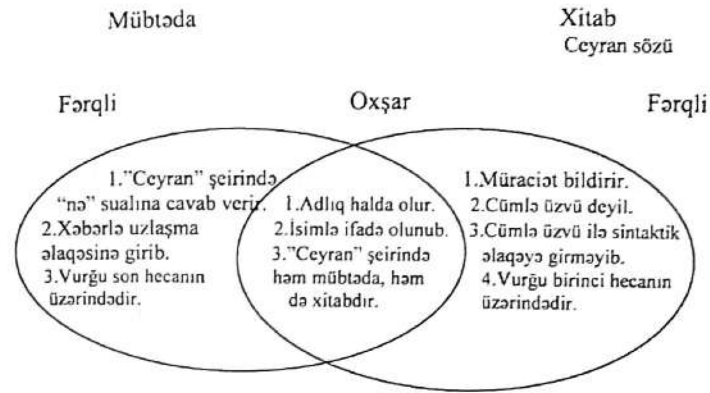 Mübtəda
Xitab
Ceyran sözü
Fərqli
Oxşar
Fərqli
1."Ceyran" şeirində
"nə" sualına cavab verir.
2.Xəbərlə uzlaşma
əlaqəsinə girib.
3.Vurğu son hecanın
üzərindədir.
1.Adlıq halda olur.
2.İsimlə ifadə olunub.
3."Ceyran" şeirində
həm mübtəda, həm
də xitabdır.
1.Müraciət bildirir.
2.Cümlə üzvü deyil.
3.Cümlə üzvü ilə sintaktik
əlaqəyə girməyib.
4.Vurğu birinci hecanın
üzərindədir.